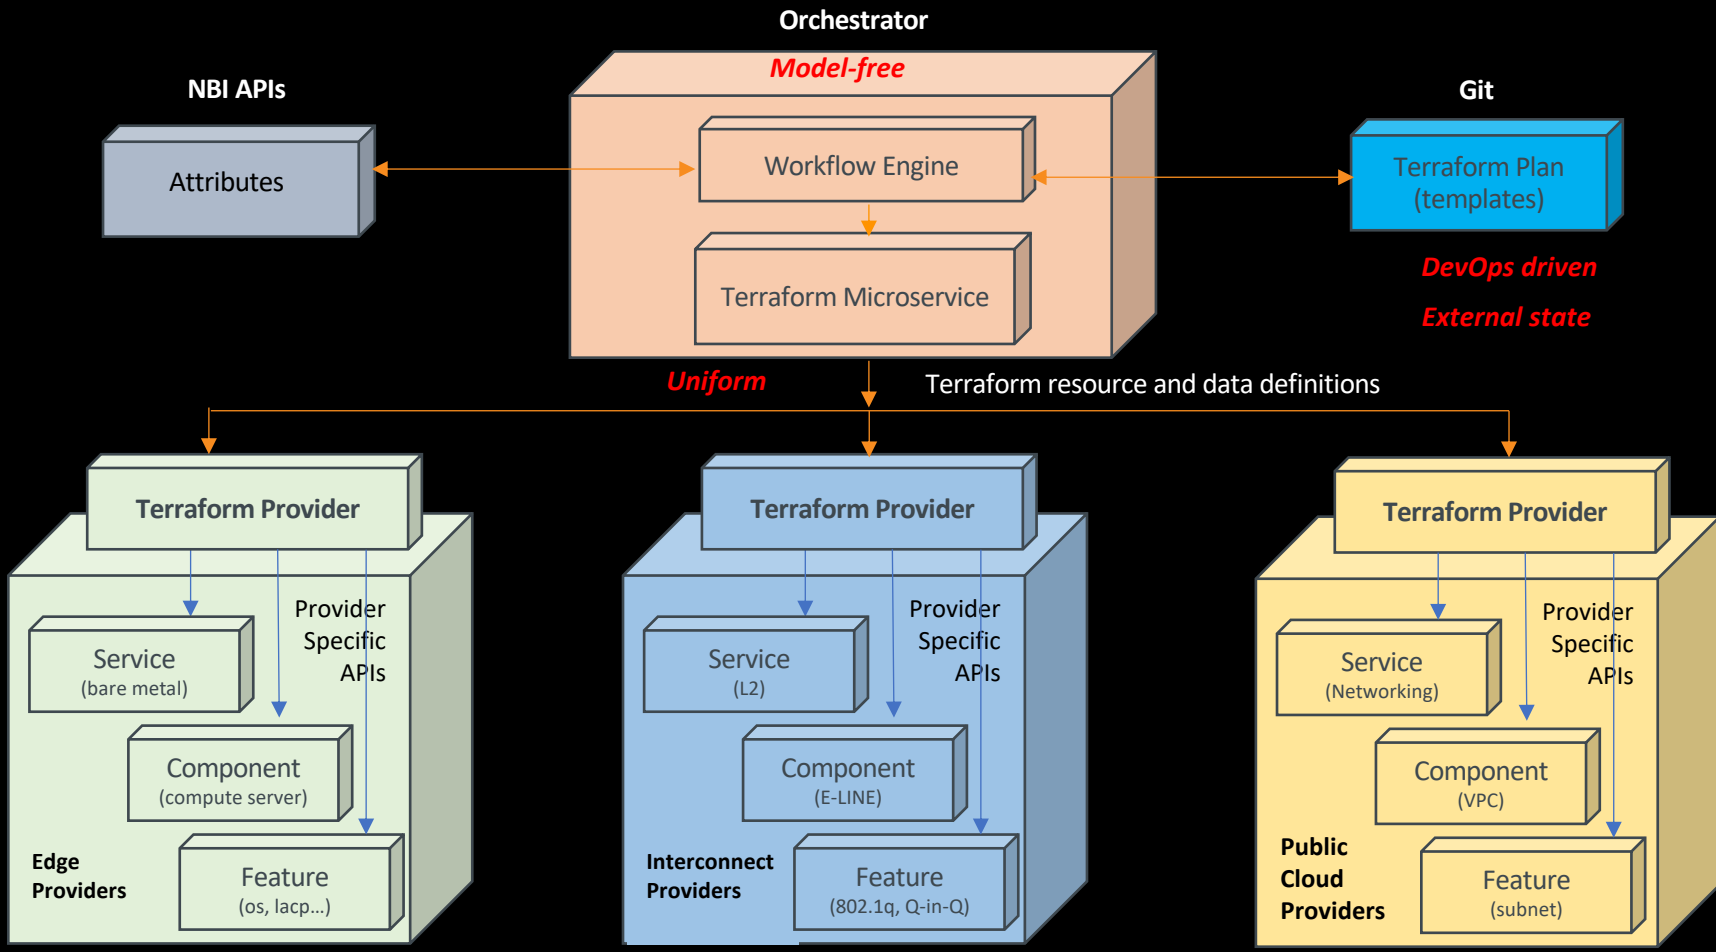 Orchestrator
Model-free
NBI APIs
Git
Attributes
Workflow Engine
Terraform Plan
(templates)
Terraform Microservice
DevOps driven
External state
Uniform
Terraform resource and data definitions
Terraform Provider
Provider
Specific
APIs
Service
(bare metal)
Component
(compute server)
Feature
(os, lacp...)
Edge
Providers
Terraform Provider
Provider
Specific
APIs
Service
(L2)
Component
(E-LINE)
Feature
(802.1q, Q-in-Q)
Interconnect
Providers
Terraform Provider
Provider
Specific
APIs
Service
(Networking)
Component
(VPC)
Feature
(subnet)
Public
Cloud
Providers